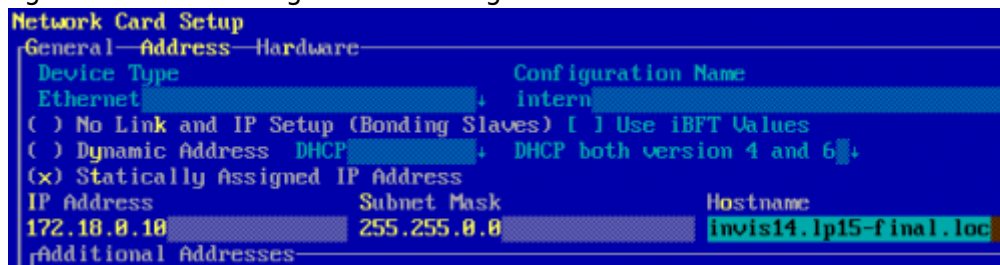 Network Card Setup
General—Address—Hardware
Device Type Configuration Name
Ethernet ↓ intern
( ) No Link and IP Setup (Bonding Slaves) [ ] Use iBFT Values
( ) Dynamic Address DHCP ↓ DHCP both version 4 and 6 ↓
(x) Statically Assigned IP Address
IP Address Subnet Mask Hostname
172.18.0.10 255.255.0.0 invis14.lp15-final.loc
Additional Addresses